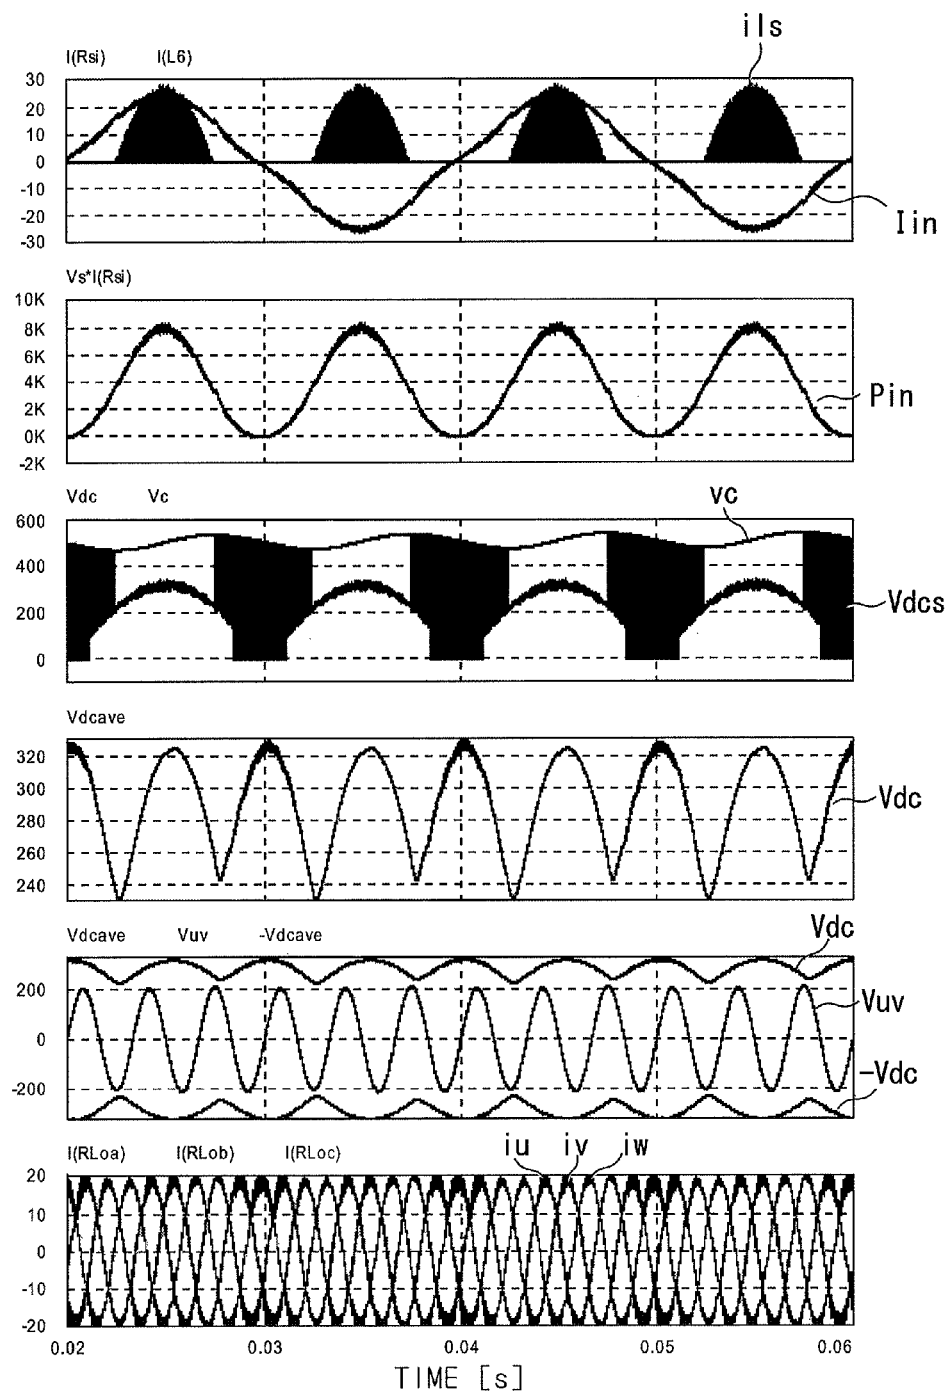 ils
I(Rsi) I(L6)
30
20
10
0
-10
-20
-30
Iin
Vs*I(Rsi)
10K
8K
6K
4K
2K
0K
-2K
Pin
Vdc Vc
vc
600
400
200
0
Vdcs
Vdcave
320
300
280
260
240
Vdc
Vdcave Vuv -Vdcave
Vdc
200
0
-200
Vuv
-Vdc
I(RLoa) I(RLob) I(RLoc)
iu iv iw
20
10
0
-10
-20
0.02 0.03 0.04 0.05 0.06
TIME [s]